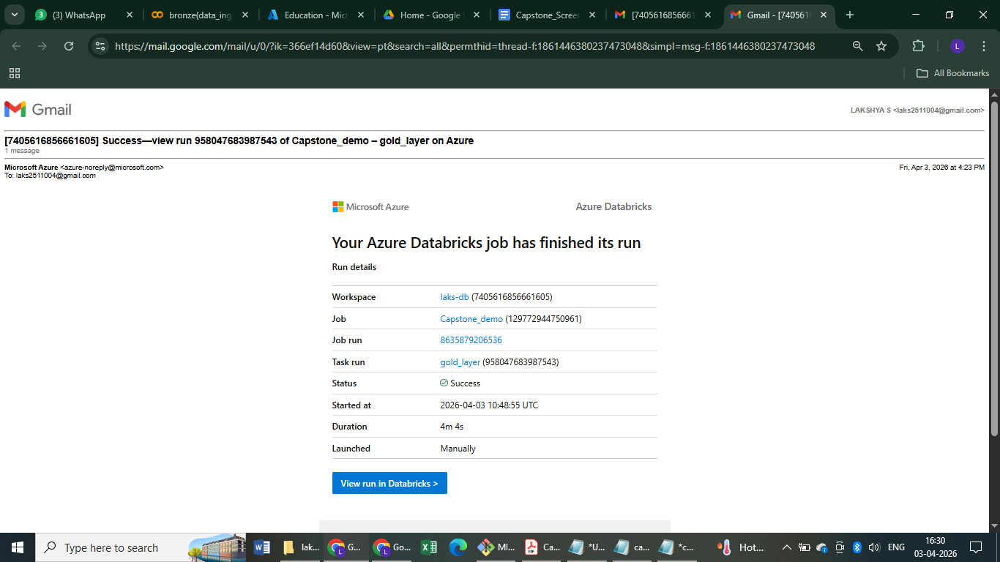 3 (3) WhatsApp
bronze(data_ing
Education - Micr
Home - Google
Capstone_Screen
[7405616856661
Gmail - [740561
https://mail.google.com/mail/u/0/?ik=366ef14d60&view=pt&search=all&permthid=thread-f:1861446380237473048&simpl=msg-f:1861446380237473048
L
All Bookmarks
Gmail
LAKSHYA S <laks2511004@gmail.com>
[7405616856661605] Success—view run 958047683987543 of Capstone_demo – gold_layer on Azure
1 message
Microsoft Azure <azure-noreply@microsoft.com>
Fri, Apr 3, 2026 at 4:23 PM
To: laks2511004@gmail.com
Microsoft Azure
Azure Databricks
Your Azure Databricks job has finished its run
Run details
Workspace laks-db (7405616856661605)
Job Capstone_demo (129772944750961)
Job run 8635879206536
Task run gold_layer (958047683987543)
Status Success
Started at 2026-04-03 10:48:55 UTC
Duration 4m 4s
Launched Manually
View run in Databricks >
Type here to search
lak...
G...
Go...
MI...
Ca...
*U...
ca...
*c...
Hot...
ENG
16:30
03-04-2026